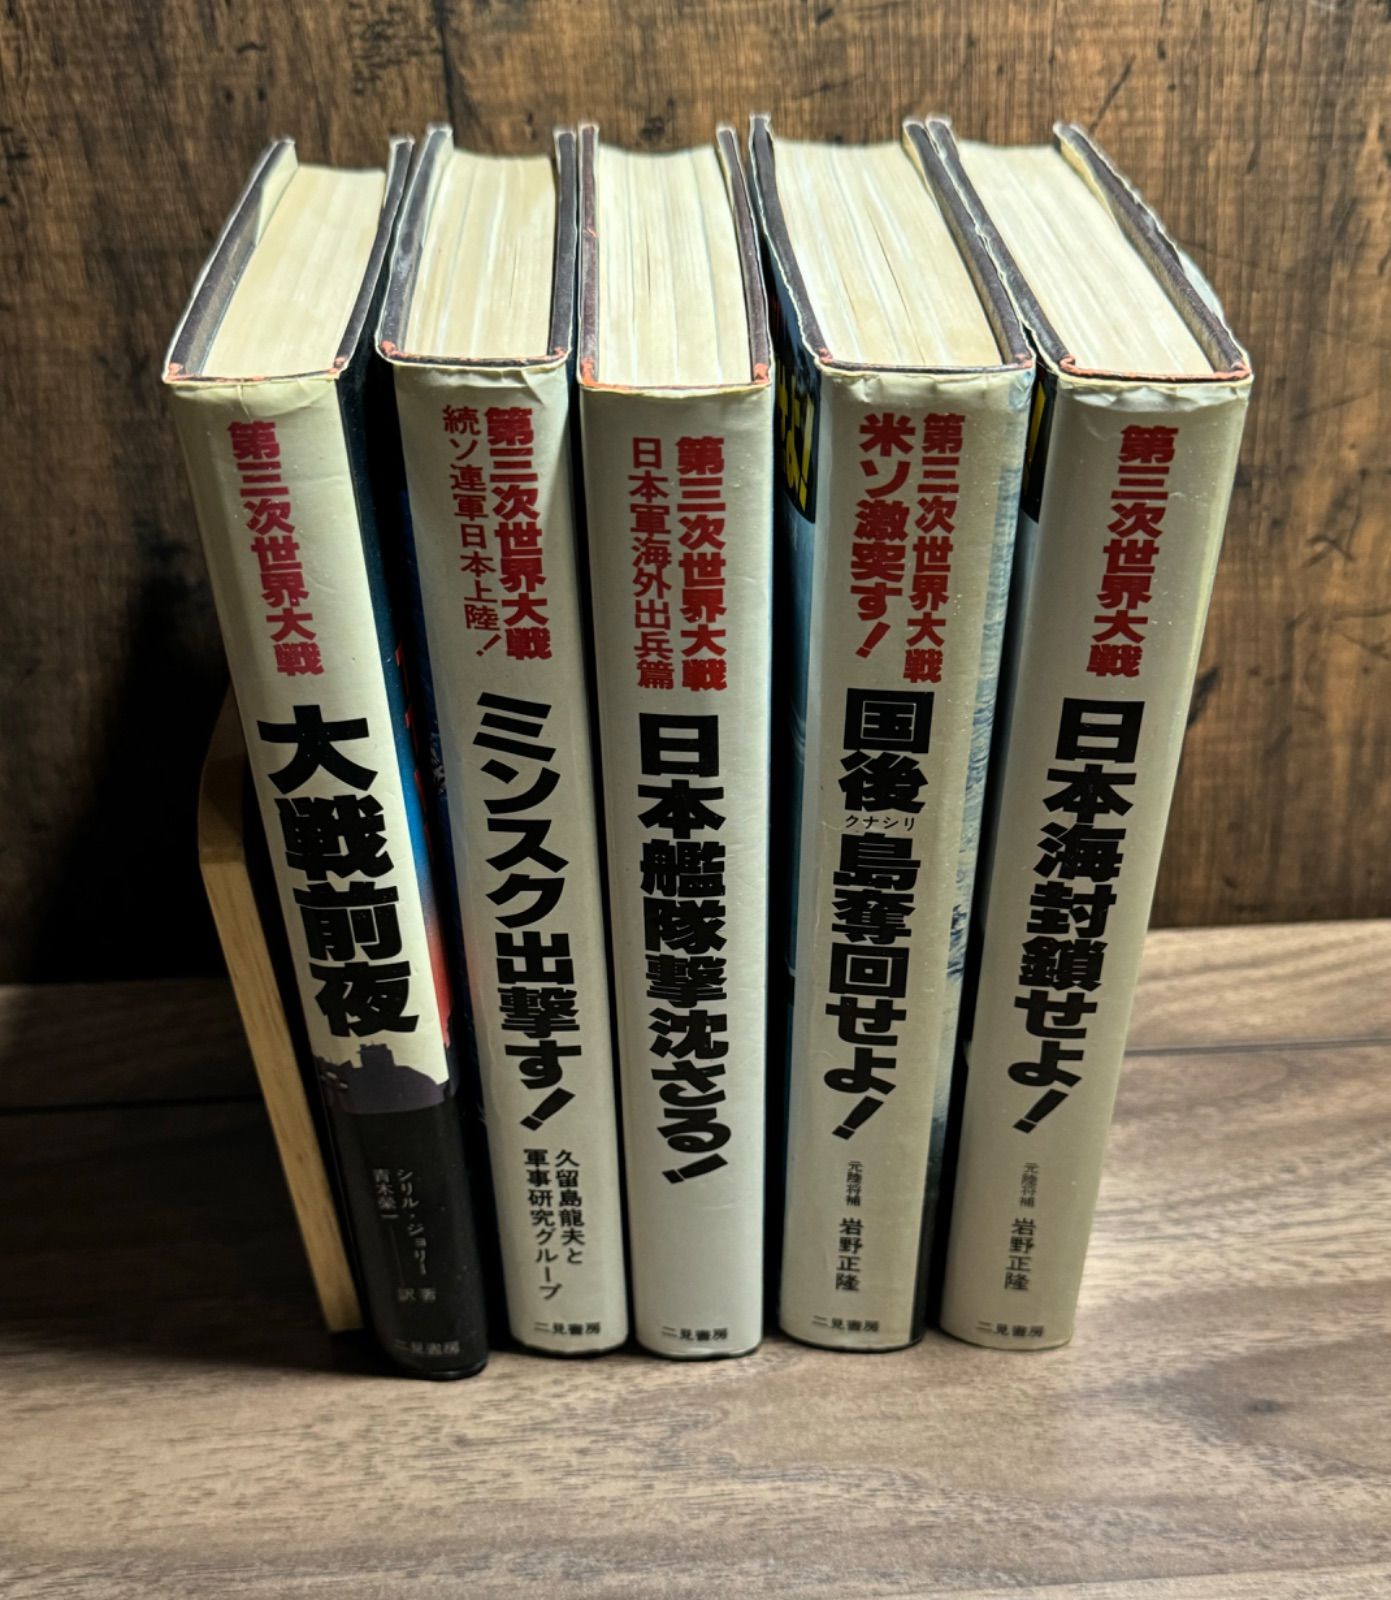 第三次世界大戦
大戦前夜
シリル・ジョリー 著
青木栄一 訳
二見書房
第三次世界大戦
続ソ連軍日本上陸!
ミンスク出撃す!
久留島龍夫と
軍事研究グループ
二見書房
第三次世界大戦
日本軍海外出兵篇
日本艦隊撃沈さる!
二見書房
せよ!
第三次世界大戦
米ソ激突す!
国後島奪回せよ!
クナシリ
元陸将補 岩野正隆
二見書房
第三次世界大戦
日本海封鎖せよ!
元陸将補 岩野正隆
二見書房